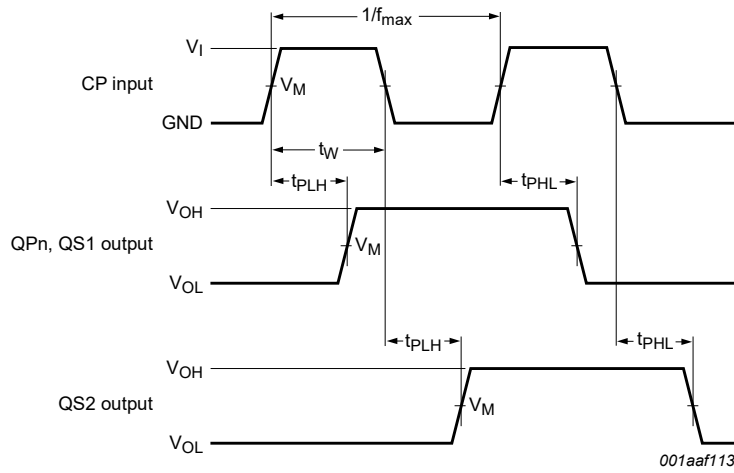 1/fmax
VI
CP input
VM
GND
tW
tPLH
tPHL
VOH
QPn, QS1 output
VM
VOL
tPLH
tPHL
VOH
QS2 output
VM
VOL
001aaf113